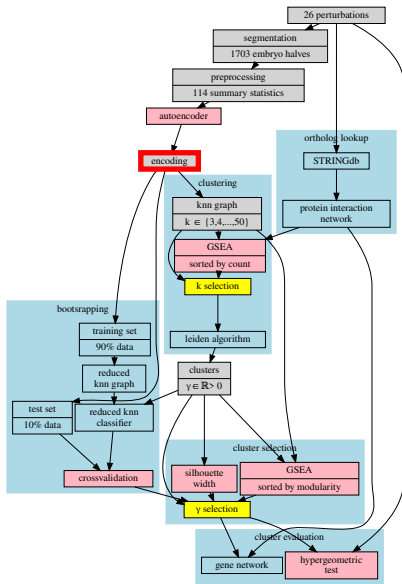 26 perturbations
segmentation
1703 embryo halves
preprocessing
114 summary statistics
autoencoder
ortholog lookup
encoding
STRINGdb
clustering
knn graph
k ∈ {3,4,...,50}
protein interaction
network
GSEA
sorted by count
k selection
bootsrapping
training set
90% data
leiden algorithm
reduced
knn graph
clusters
γ ∈ ℝ> 0
test set
10% data
reduced knn
classifier
cluster selection
crossvalidation
silhouette
width
GSEA
sorted by modularity
γ selection
cluster evaluation
gene network
hypergeometric
test